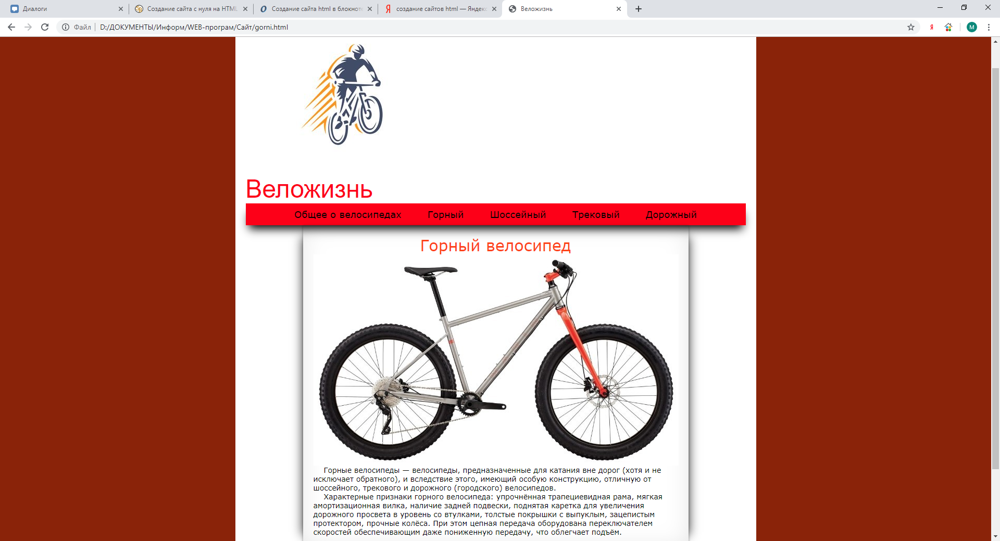 Диалоги
Создание сайта с нуля на HTML
Создание сайта html в блокноте
создание сайтов html — Яндекс
Веложизнь
Файл | D:/ДОКУМЕНТЫ/Информ/WEB-програм/Сайт/gorni.html
Я
M
Веложизнь
Общее о велосипедах Горный Шоссейный Трековый Дорожный
Горный велосипед
Горные велосипеды — велосипеды, предназначенные для катания вне дорог (хотя и не
исключает обратного), и вследствие этого, имеющий особую конструкцию, отличную от
шоссейного, трекового и дорожного (городского) велосипедов.
Характерные признаки горного велосипеда: упрочнённая трапециевидная рама, мягкая
амортизационная вилка, наличие задней подвески, поднятая каретка для увеличения
дорожного просвета в уровень со втулками, толстые покрышки с выпуклым, зацепистым
протектором, прочные колёса. При этом цепная передача оборудована переключателем
скоростей обеспечивающим даже пониженную передачу, что облегчает подъём.